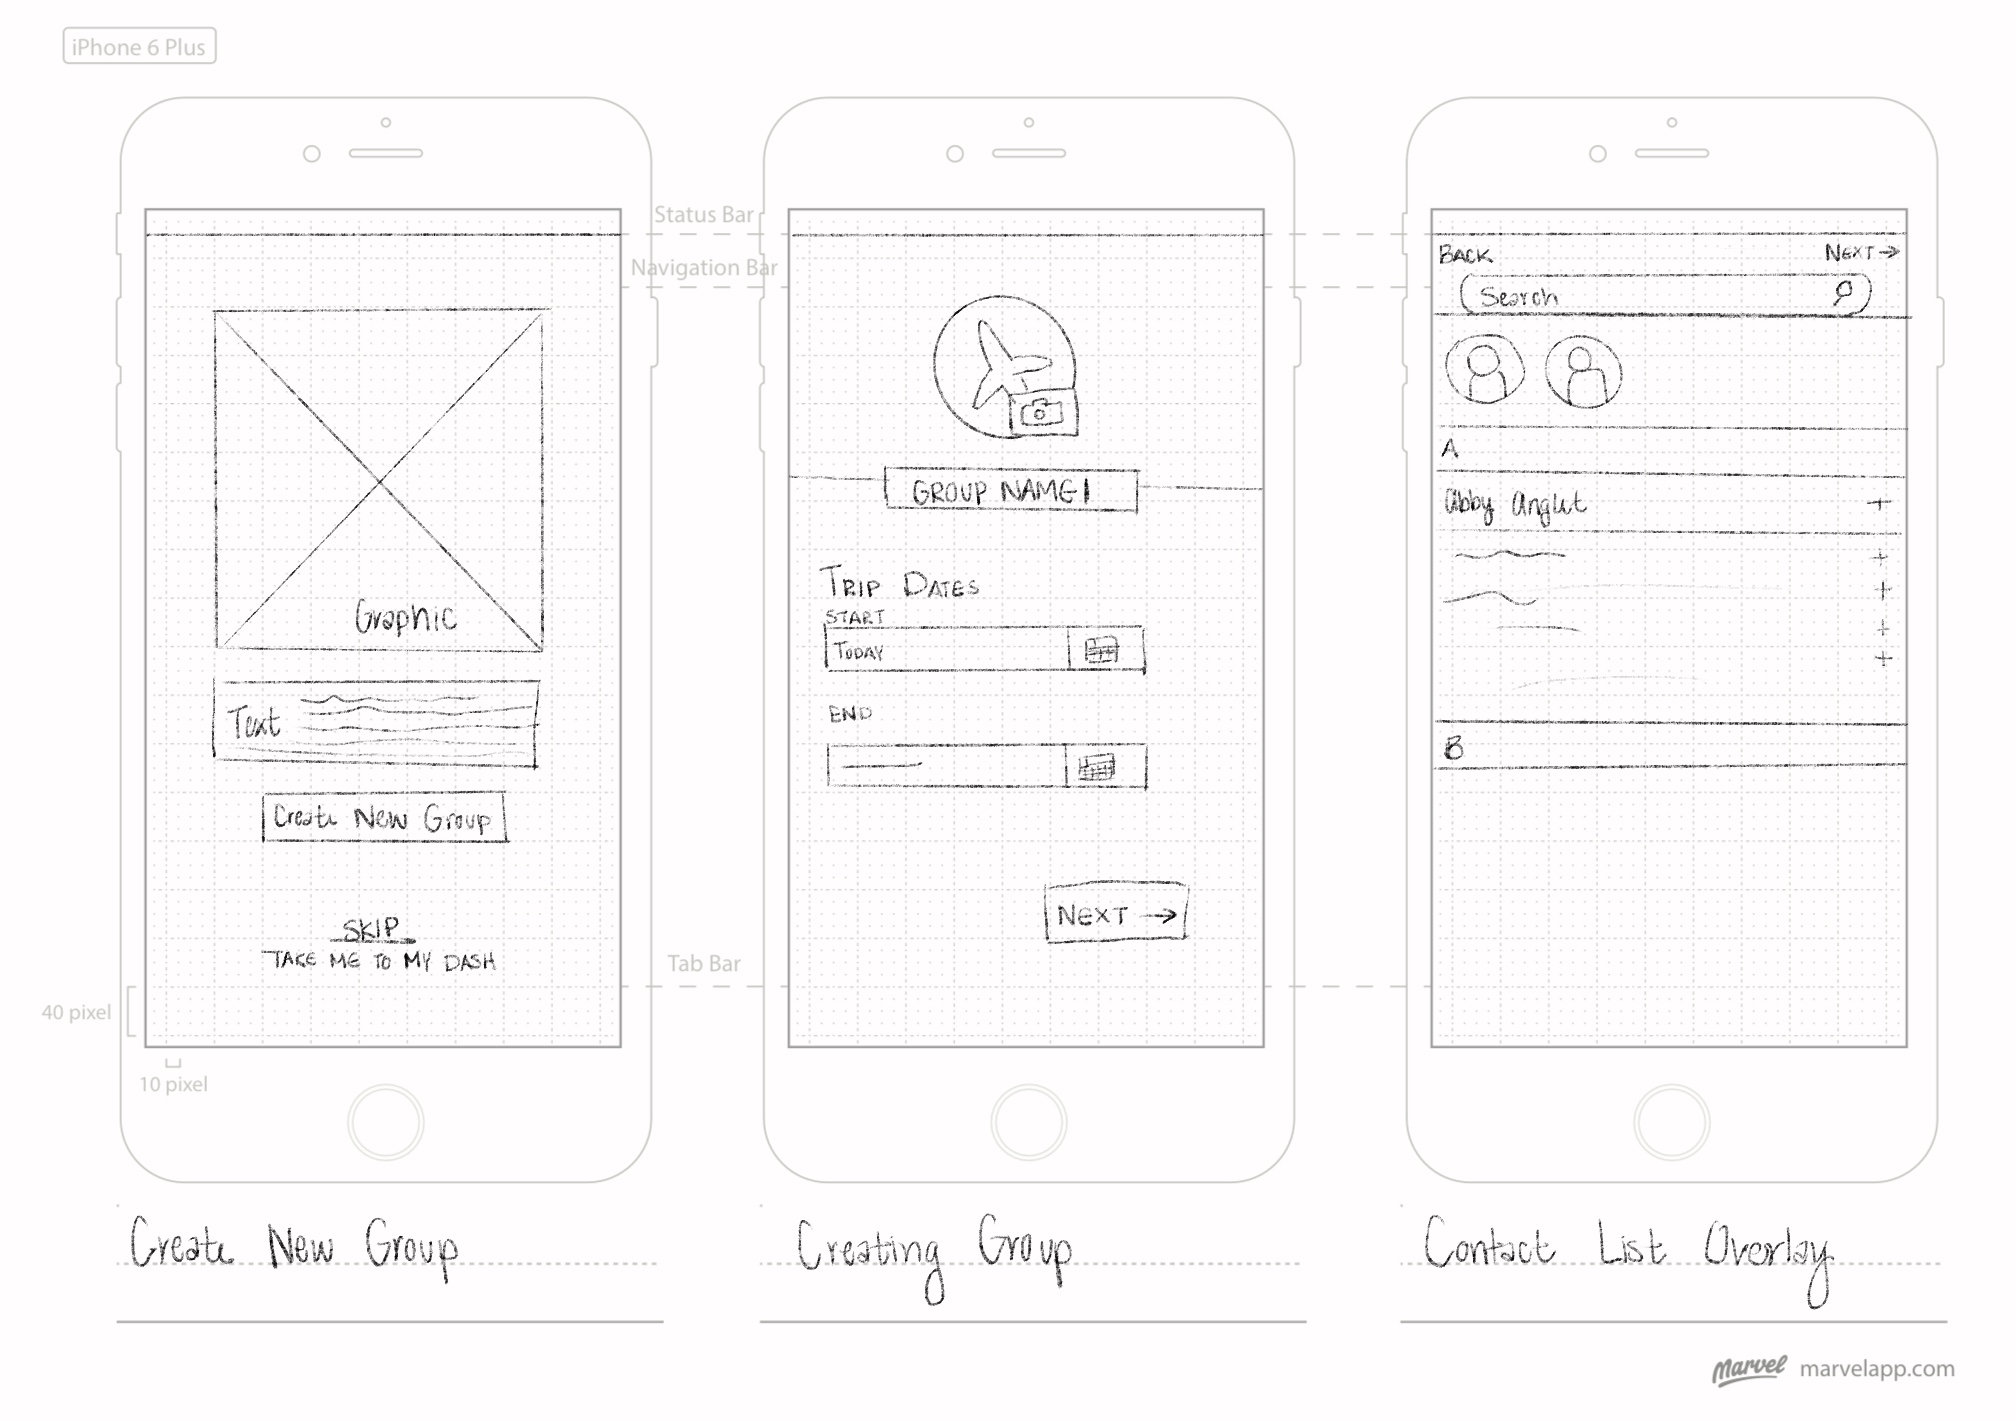 iPhone 6 Plus
Graphic
Text
Create New Group
SKIP
TAKE ME TO MY DASH
40 pixel
10 pixel
Create New Group
Status Bar
Navigation Bar
Tab Bar
GROUP NAME
TRIP DATES
START
TODAY
END
NEXT →
Creating Group
BACK
NEXT →
Search
A
Abby Anglut +
+
+
+
+
B
Contact List Overlay
Marvel marvelapp.com